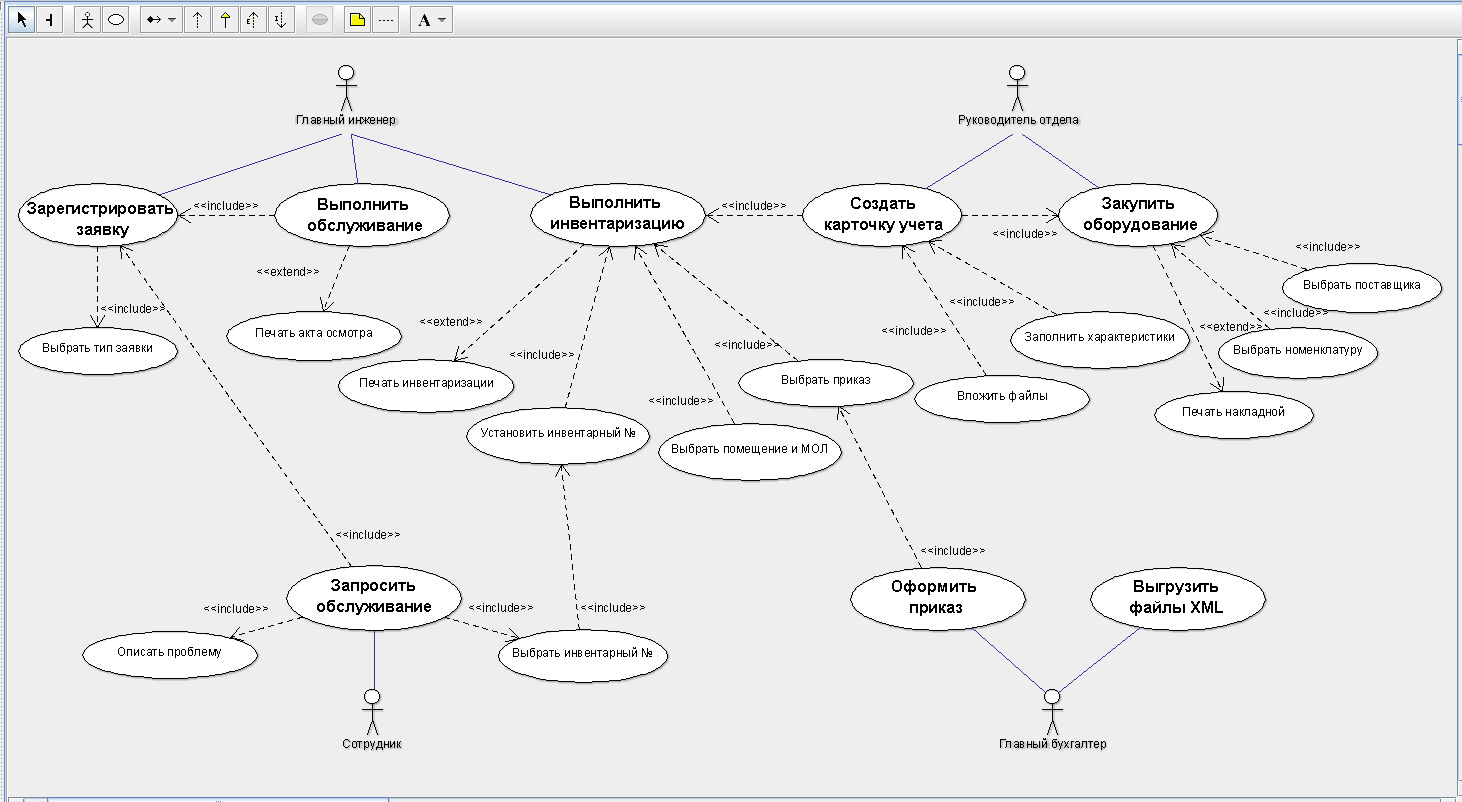 A
Главный инженер
Руководитель отдела
Зарегистрировать
заявку
<<include>>
Выполнить
обслуживание
Выполнить
инвентаризацию
<<include>>
Создать
карточку учета
<<include>>
Закупить
оборудование
<<include>>
Выбрать поставщика
<<extend>>
<<include>>
Выбрать тип заявки
Печать акта осмотра
<<extend>>
Печать инвентаризации
<<include>>
<<include>>
Выбрать приказ
<<include>>
<<include>>
Заполнить характеристики
<<include>>
<<extend>>
Выбрать номенклатуру
Вложить файлы
Печать накладной
Установить инвентарный №
<<include>>
Выбрать помещение и МОЛ
<<include>>
<<include>>
Запросить
обслуживание
<<include>>
<<include>>
<<include>>
Описать проблему
Выбрать инвентарный №
Оформить
приказ
Выгрузить
файлы XML
Сотрудник
Главный бухгалтер